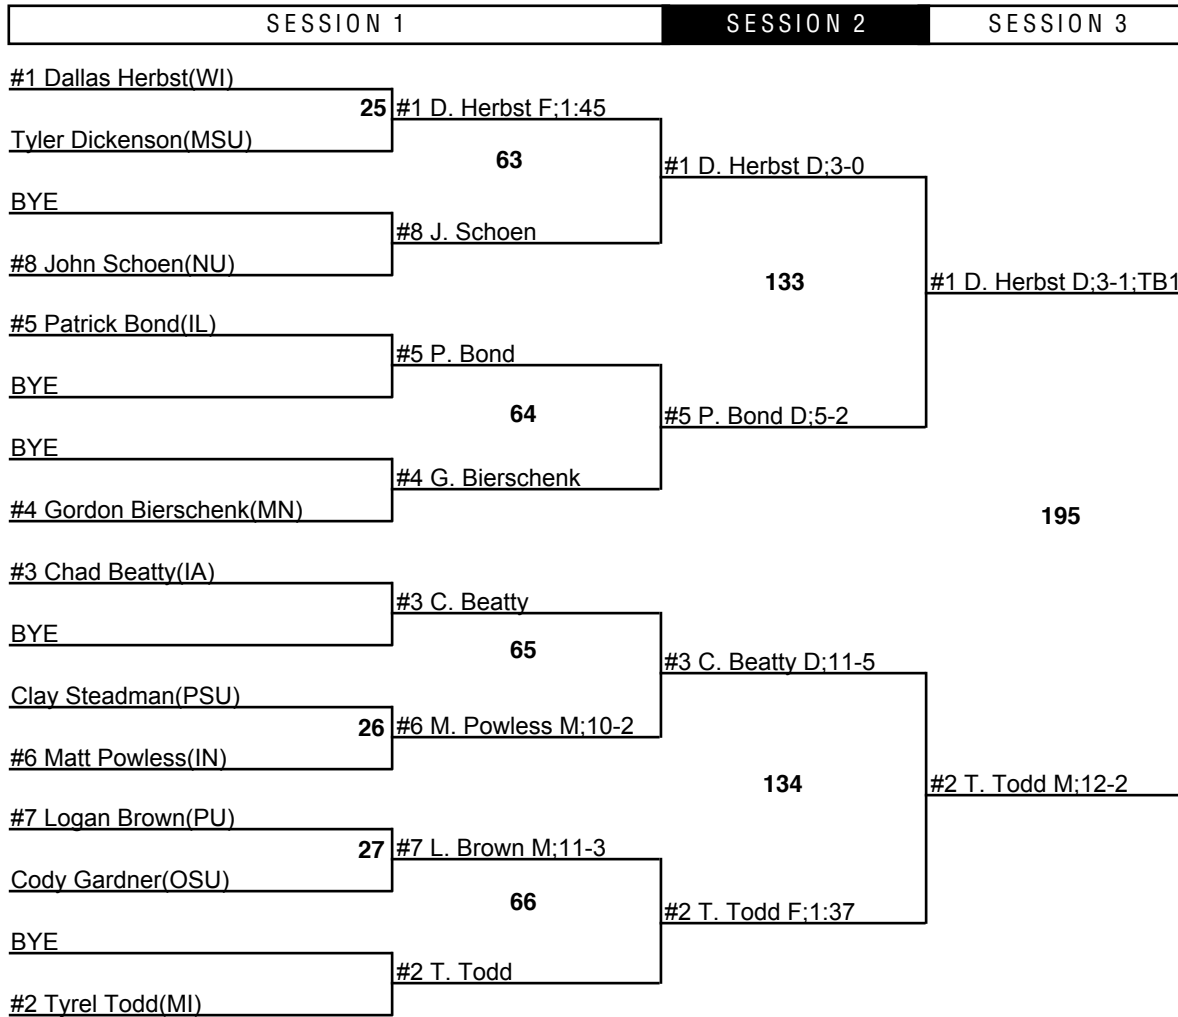 SESSION 1
SESSION 2
SESSION 3
#1 Dallas Herbst(WI)
25 #1 D. Herbst F;1:45
Tyler Dickenson(MSU)
63
#1 D. Herbst D;3-0
BYE
#8 J. Schoen
#8 John Schoen(NU)
133
#1 D. Herbst D;3-1;TB1
#5 Patrick Bond(IL)
#5 P. Bond
BYE
64
#5 P. Bond D;5-2
BYE
#4 G. Bierschenk
#4 Gordon Bierschenk(MN)
195
#3 Chad Beatty(IA)
#3 C. Beatty
BYE
65
#3 C. Beatty D;11-5
Clay Steadman(PSU)
26 #6 M. Powless M;10-2
#6 Matt Powless(IN)
134
#2 T. Todd M;12-2
#7 Logan Brown(PU)
27 #7 L. Brown M;11-3
Cody Gardner(OSU)
66
#2 T. Todd F;1:37
BYE
#2 T. Todd
#2 Tyrel Todd(MI)